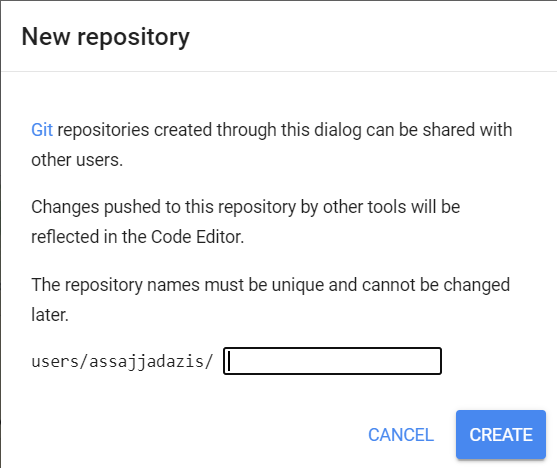 New repository
Git repositories created through this dialog can be shared with
other users.
Changes pushed to this repository by other tools will be
reflected in the Code Editor.
The repository names must be unique and cannot be changed
later.
users/assajjadazis/
CANCEL CREATE